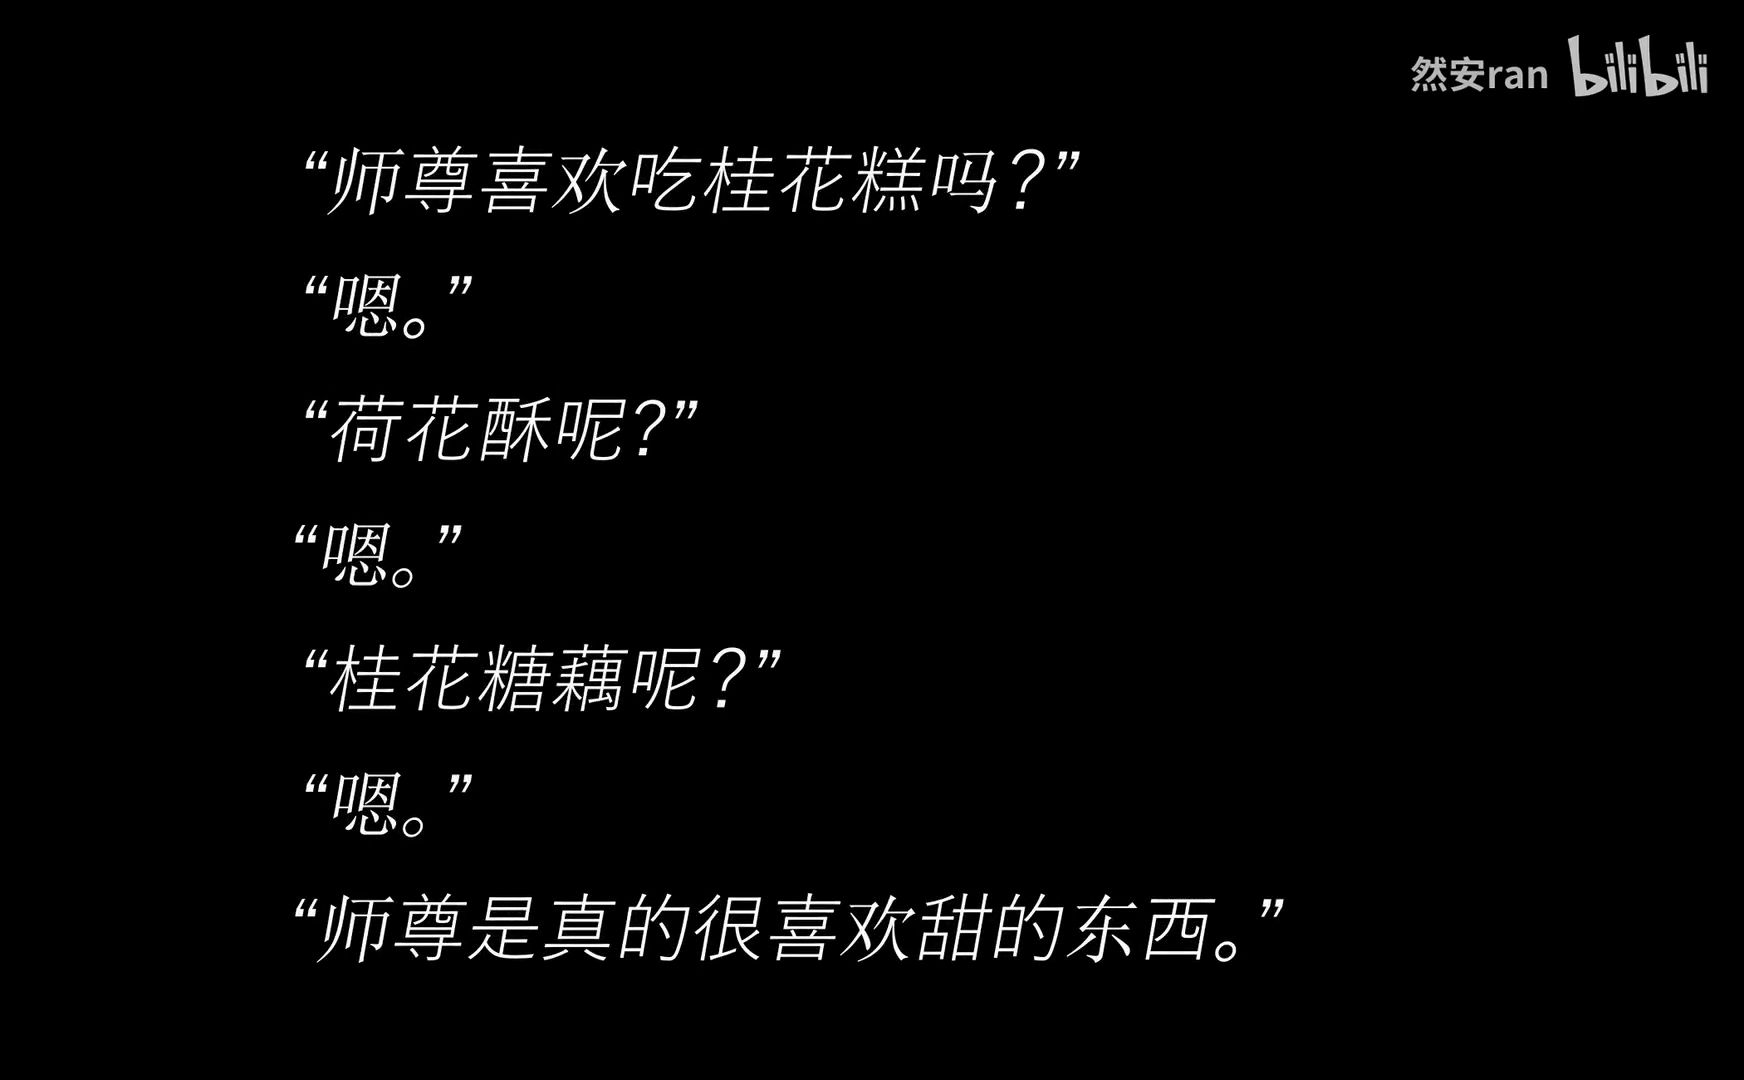 然安ran bilibili
“师尊喜欢吃桂花糕吗？”
“嗯。”
“荷花酥呢？”
“嗯。”
“桂花糖藕呢？”
“嗯。”
“师尊是真的很喜欢甜的东西。”